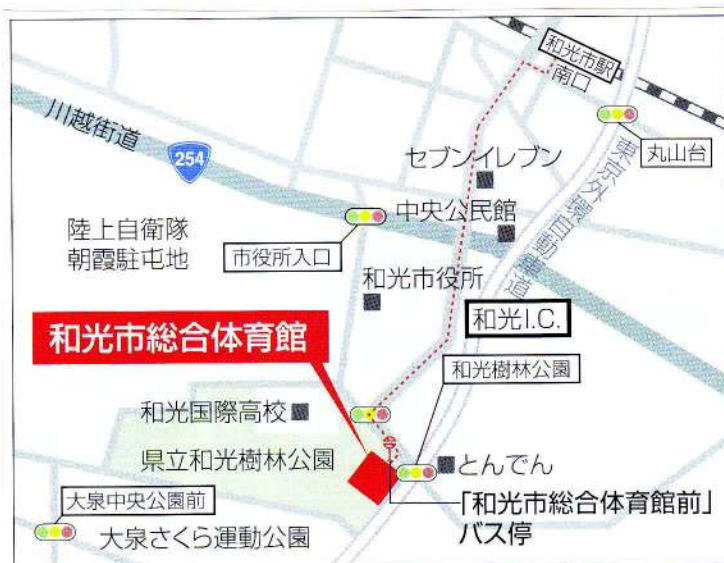 和光市駅
南口
川越街道
254
丸山台
セブンイレブン
東京外環自動車道
中央公民館
陸上自衛隊
朝霞駐屯地
市役所入口
和光市役所
和光I.C.
和光市総合体育館
和光樹林公園
和光国際高校
県立和光樹林公園
とんでん
大泉中央公園前
「和光市総合体育館前」
バス停
大泉さくら運動公園